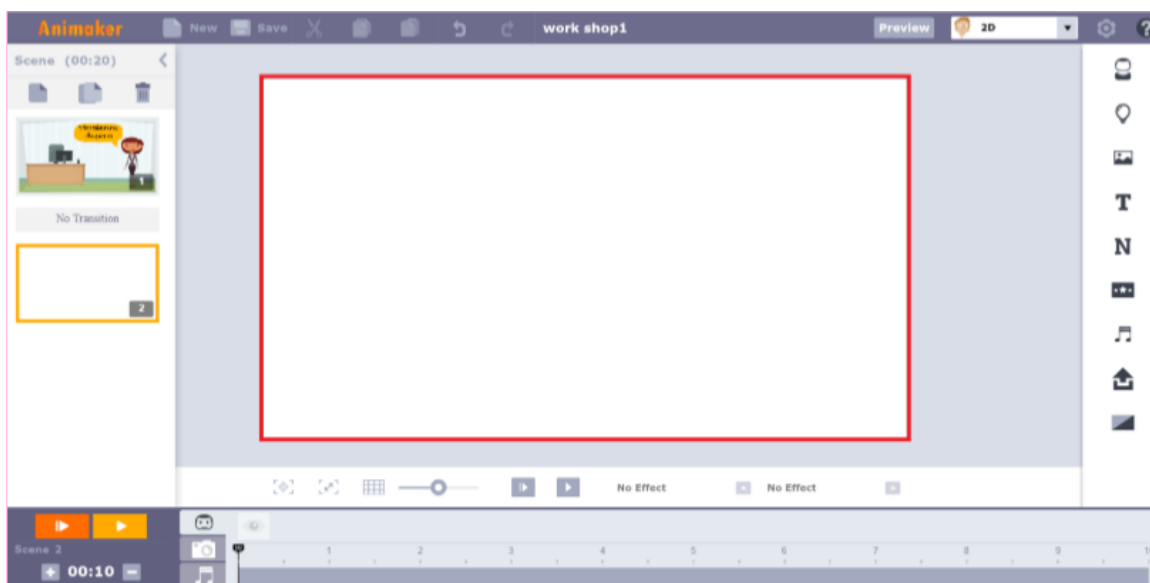 Animaker New Save work shop1 Preview 2D ?
Scene (00:20)
1
No Transition
2
T
N
No Effect No Effect
Scene 2
1 2 3 4 5 6 7 8 9
00:10